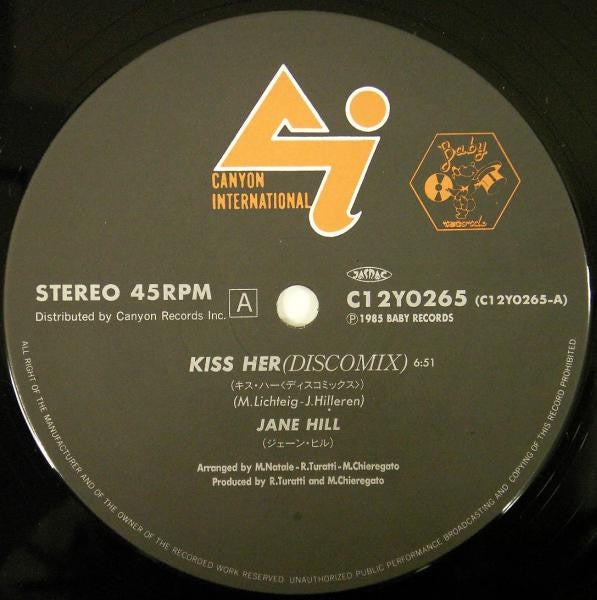 CANYON
INTERNATIONAL
Baby
records
STEREO 45RPM A
Distributed by Canyon Records Inc.
JASRAC
C12Y0265 (C12Y0265-A)
Ⓟ1985 BABY RECORDS
KISS HER (DISCOMIX) 6:51
(キス・ハー〈ディスコミックス〉)
(M.Lichteig-J.Hilleren)
JANE HILL
(ジェーン・ヒル)
Arranged by M.Natale-R.Turatti-M.Chieregato
Produced by R.Turatti and M.Chieregato
ALL RIGHT OF THE MANUFACTURER AND OF THE OWNER OF THE RECORDED WORK RESERVED. UNAUTHORIZED PUBLIC PERFORMANCE BROADCASTING AND COPYING OF THIS RECORD PROHIBITED